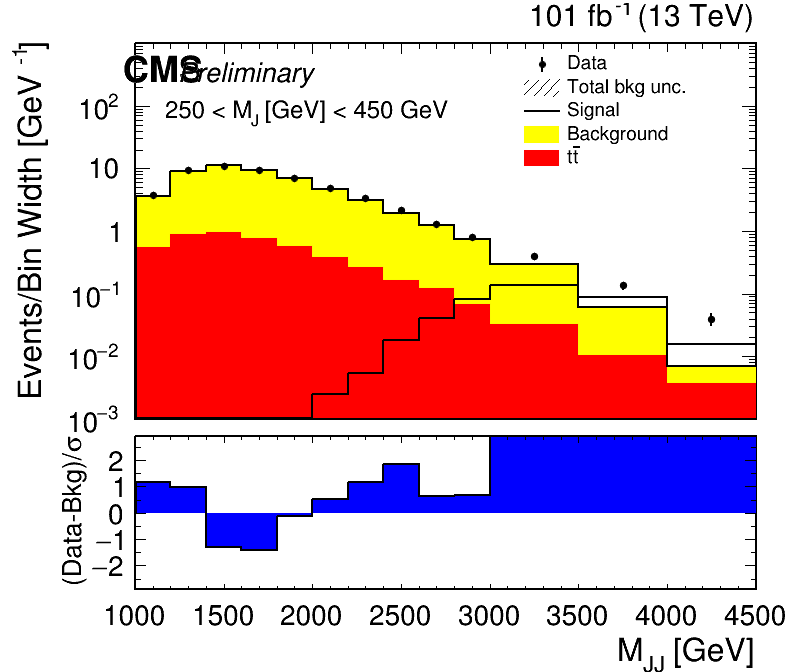 101 fb⁻¹ (13 TeV)
CMS Preliminary
250 < M_J [GeV] < 450 GeV
Data
Total bkg unc.
Signal
Background
tt̄
Events/Bin Width [GeV⁻¹]
10²
10
1
10⁻¹
10⁻²
10⁻³
(Data-Bkg)/σ
2
1
0
−1
−2
1000 1500 2000 2500 3000 3500 4000 4500
M_JJ [GeV]